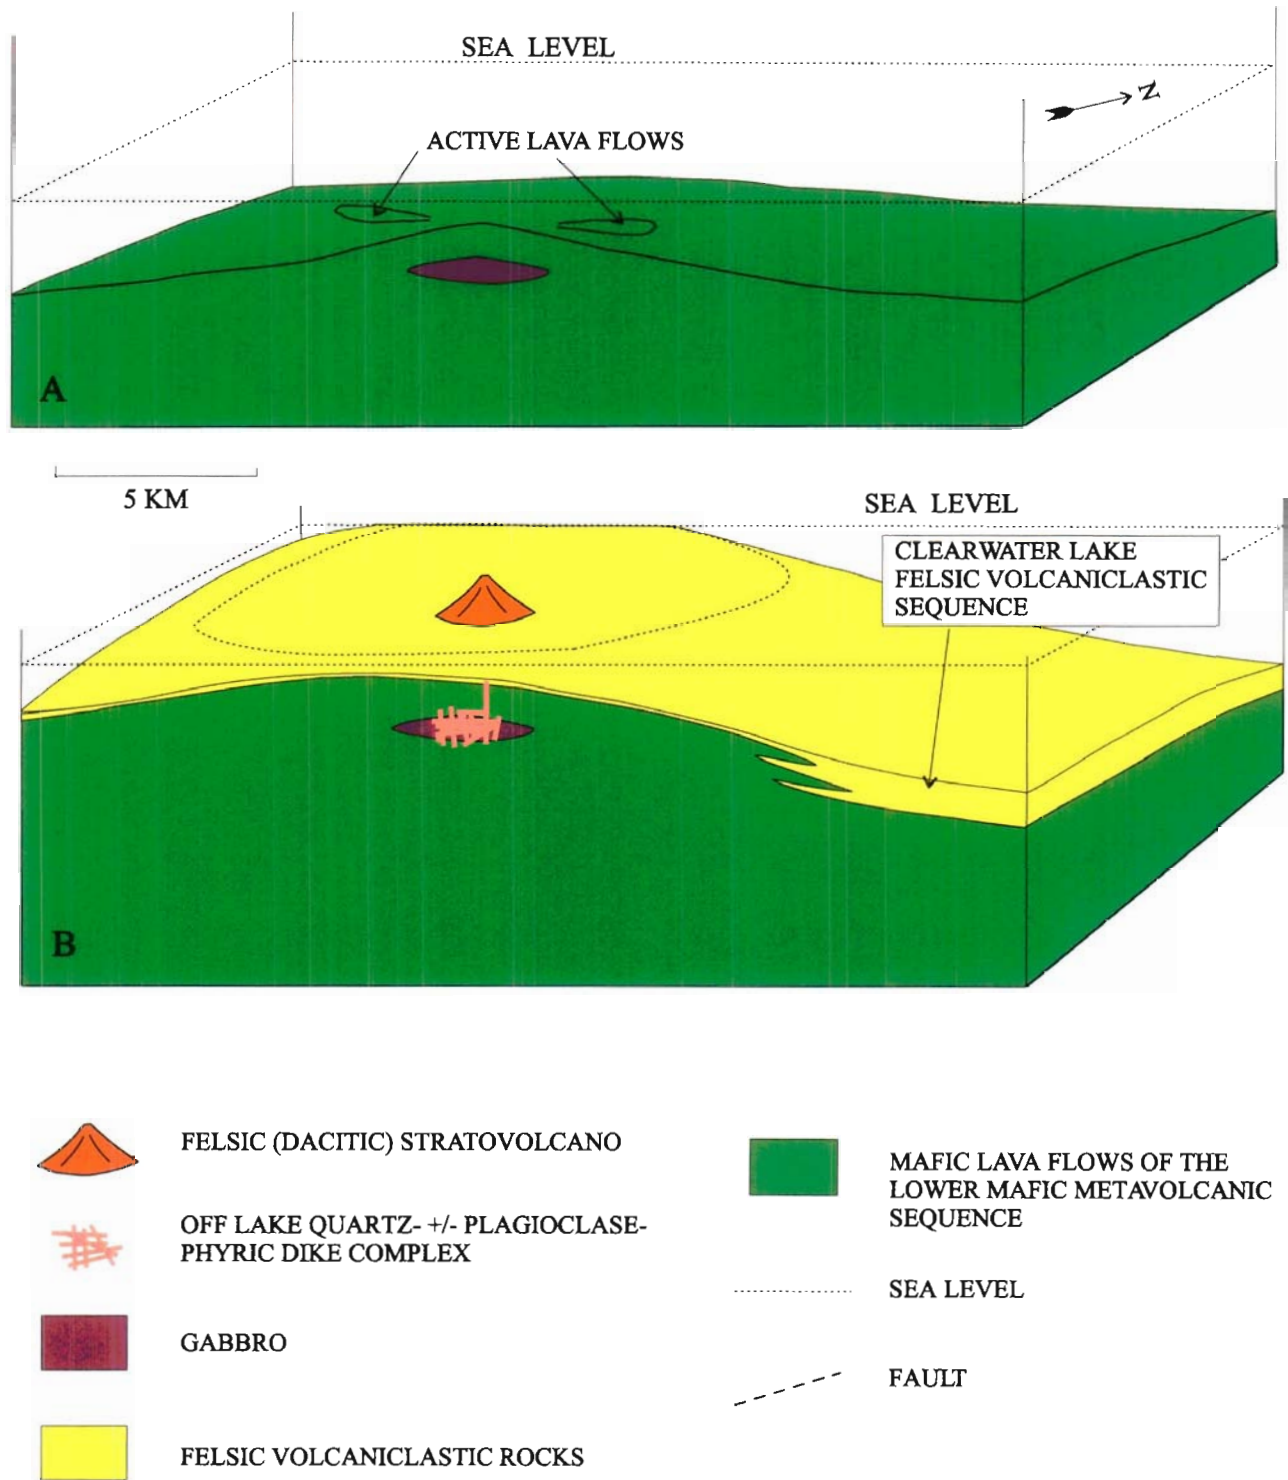 SEA LEVEL
N
ACTIVE LAVA FLOWS
A
5 KM
SEA LEVEL
CLEARWATER LAKE
FELSIC VOLCANICLASTIC
SEQUENCE
B
FELSIC (DACITIC) STRATOVOLCANO
OFF LAKE QUARTZ- +/- PLAGIOCLASE-
PHYRIC DIKE COMPLEX
GABBRO
FELSIC VOLCANICLASTIC ROCKS
MAFIC LAVA FLOWS OF THE
LOWER MAFIC METAVOLCANIC
SEQUENCE
SEA LEVEL
FAULT